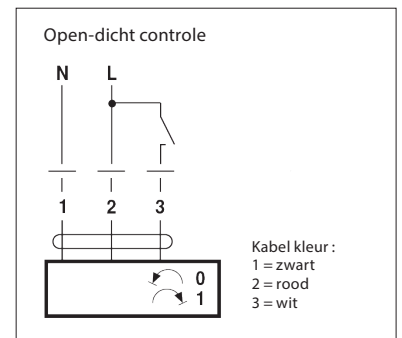 Open-dicht controle
N L
1 2 3
0
1
Kabel kleur :
1 = zwart
2 = rood
3 = wit